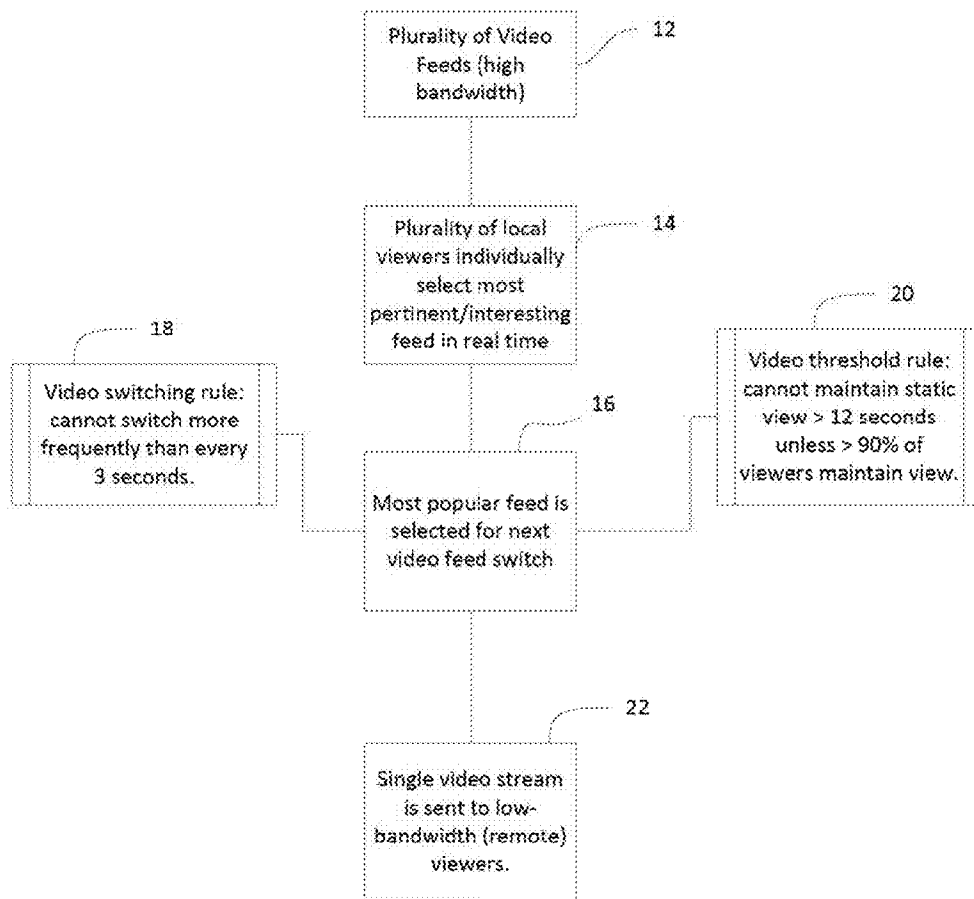 12
Plurality of Video
Feeds (high
bandwidth)
14
Plurality of local
viewers individually
select most
pertinent/interesting
feed in real time
18
Video switching rule:
cannot switch more
frequently than every
3 seconds.
16
Most popular feed is
selected for next
video feed switch
20
Video threshold rule:
cannot maintain static
view > 12 seconds
unless > 90% of
viewers maintain view.
22
Single video stream
is sent to low-
bandwidth (remote)
viewers.